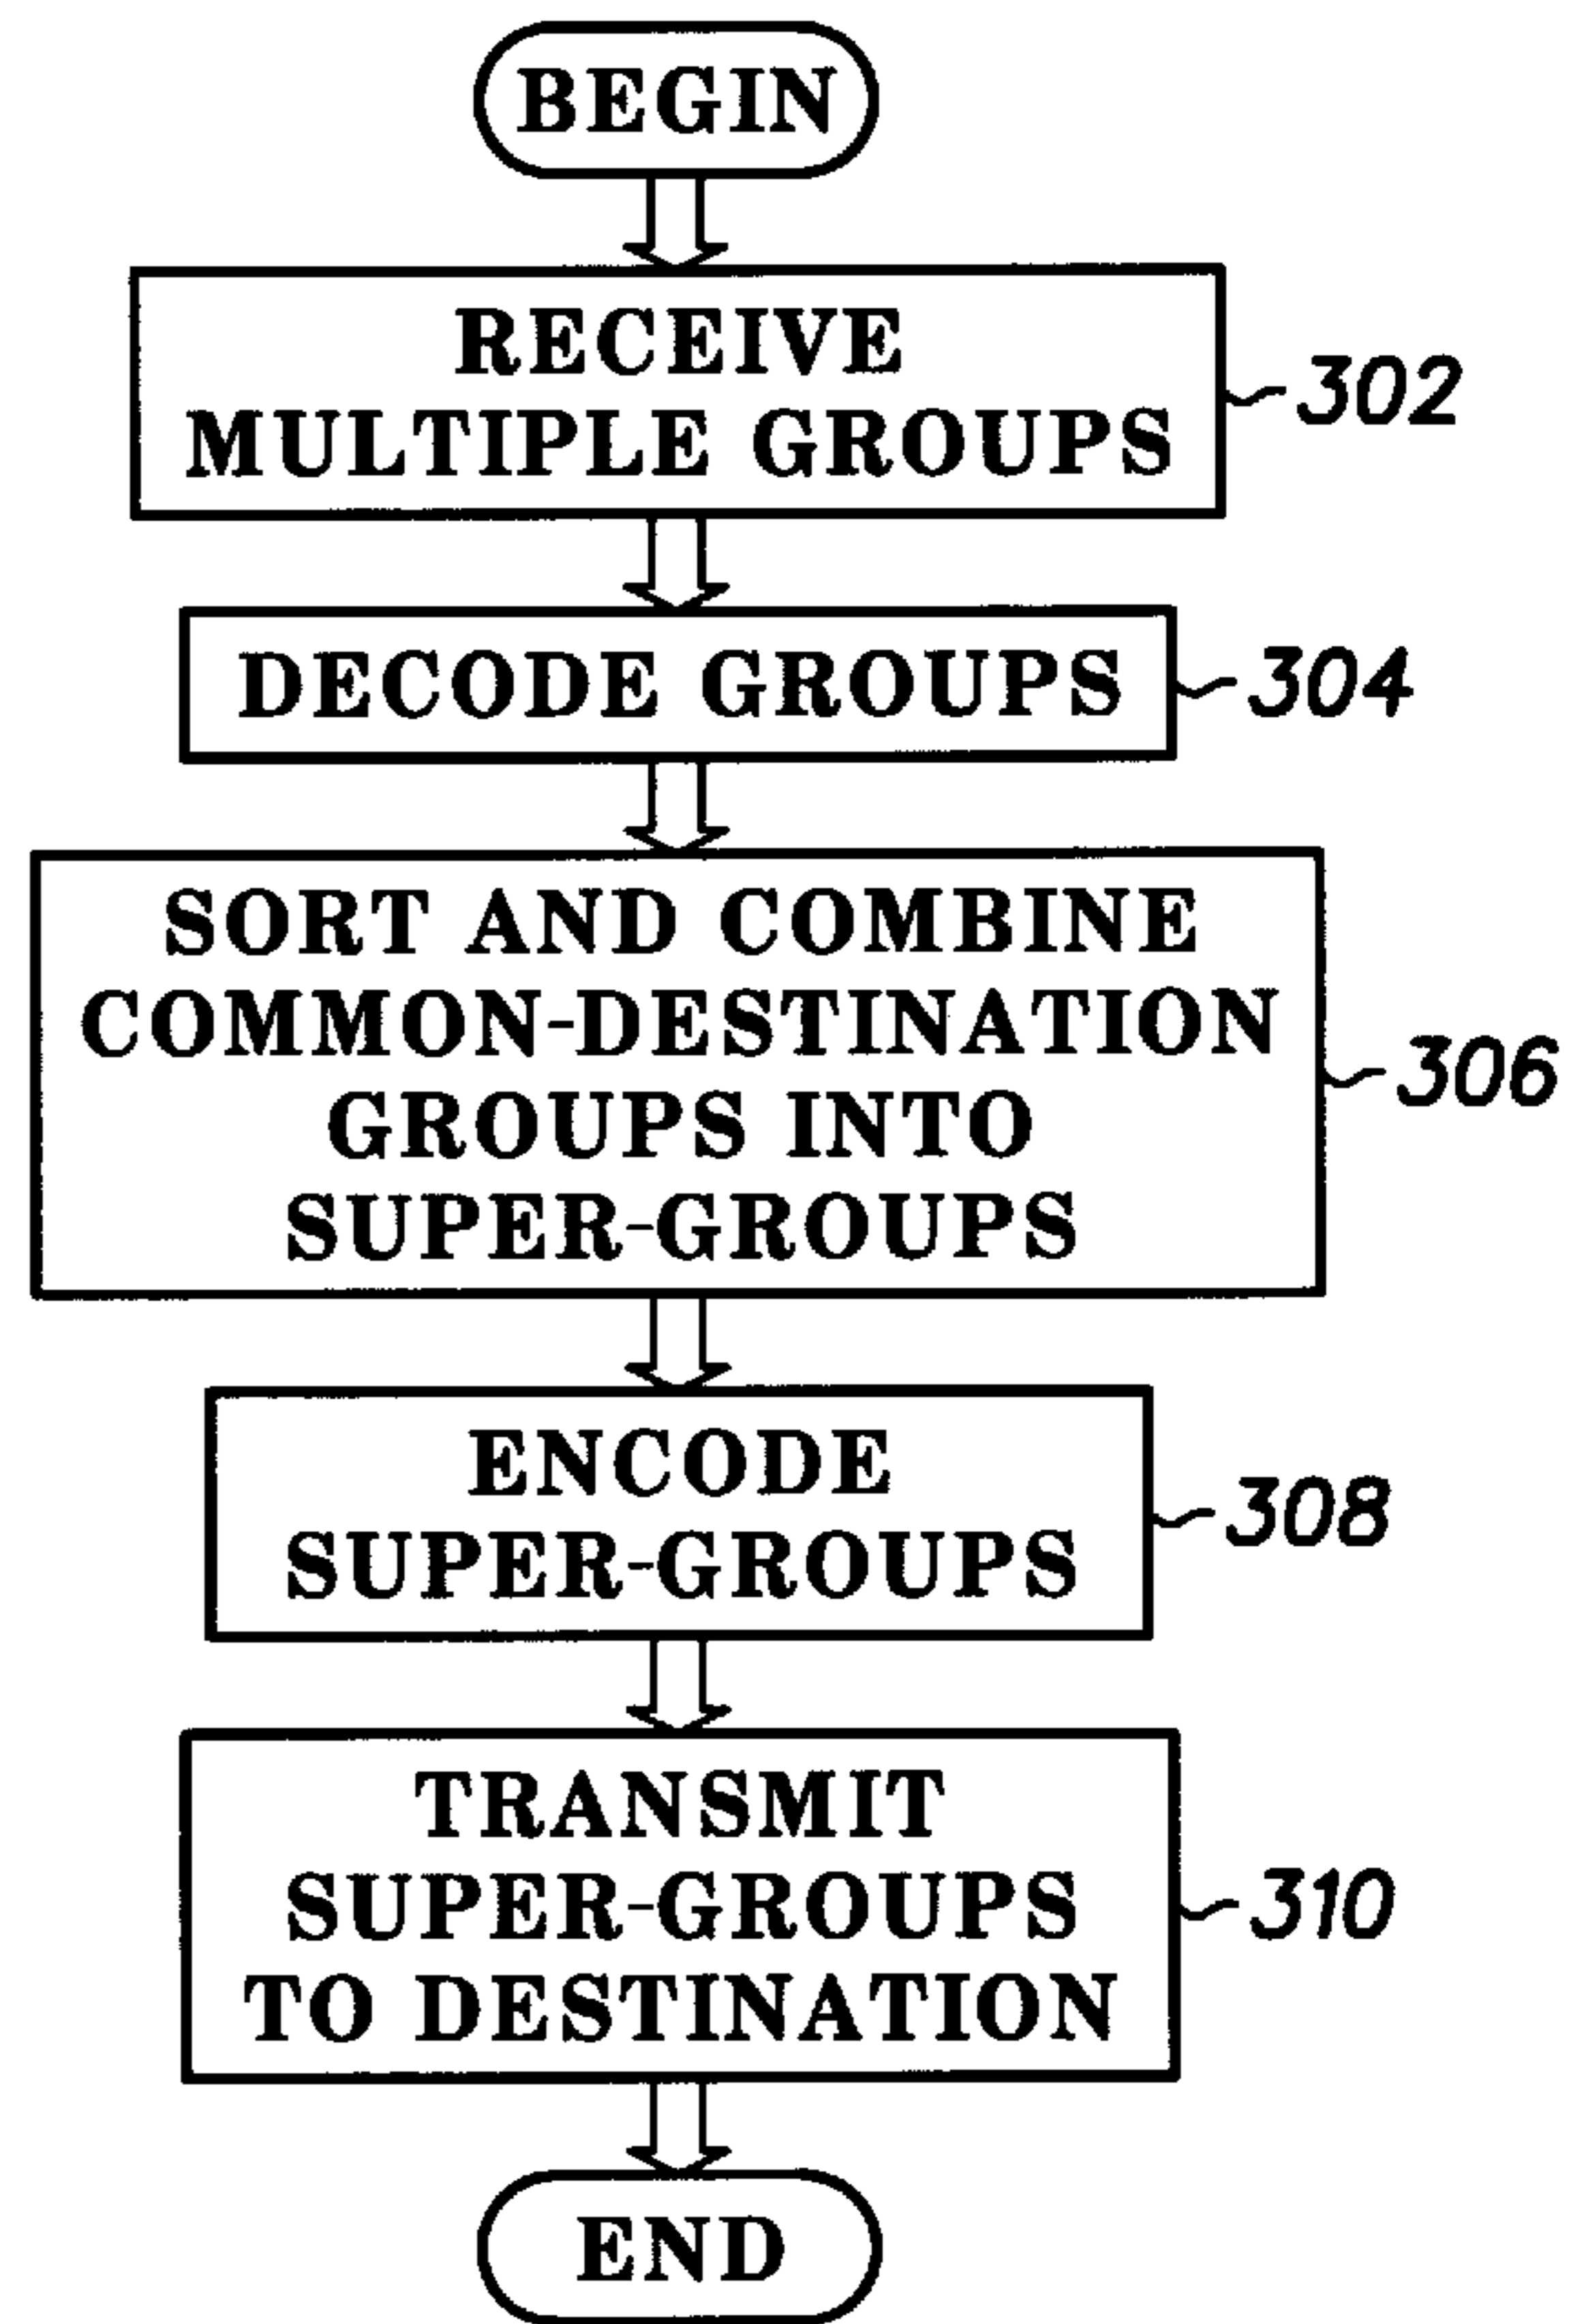 BEGIN
RECEIVE
MULTIPLE GROUPS
302
DECODE GROUPS
304
SORT AND COMBINE
COMMON-DESTINATION
GROUPS INTO
SUPER-GROUPS
306
ENCODE
SUPER-GROUPS
308
TRANSMIT
SUPER-GROUPS
TO DESTINATION
310
END